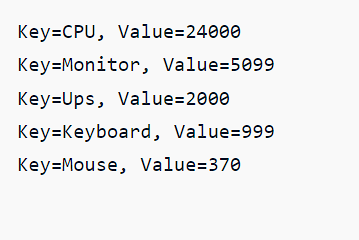 Key=CPU, Value=24000
Key=Monitor, Value=5099
Key=Ups, Value=2000
Key=Keyboard, Value=999
Key=Mouse, Value=370